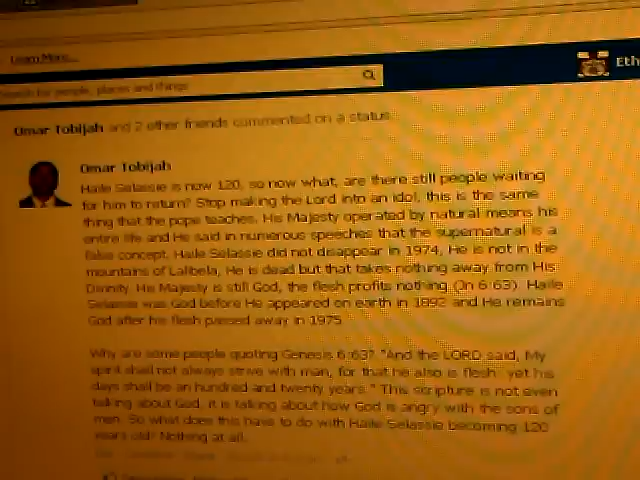 Learn More...
Search for people, places and things
Eth
Omar Tobijah and 2 other friends commented on a status.
Omar Tobijah
Haile Selassie is now 120, so now what, are there still people waiting
for him to return? Stop making the Lord into an idol, this is the same
thing that the pope teaches. His Majesty operated by natural means his
entire life and He said in numerous speeches that the supernatural is a
false concept. Haile Selassie did not disappear in 1974, He is not in the
mountains of Lalibela, He is dead but that takes nothing away from His
Divinity. His Majesty is still God, the flesh profits nothing (Jn 6:63). Haile
Selassie was God before He appeared on earth in 1892 and He remains
God after his flesh passed away in 1975.
Why are some people quoting Genesis 6:63? "And the LORD said, My
spirit shall not always strive with man, for that he also is flesh: yet his
days shall be an hundred and twenty years." This scripture is not even
talking about God, it is talking about how God is angry with the sons of
men. So what does this have to do with Haile Selassie becoming 120
years old? Nothing at all.